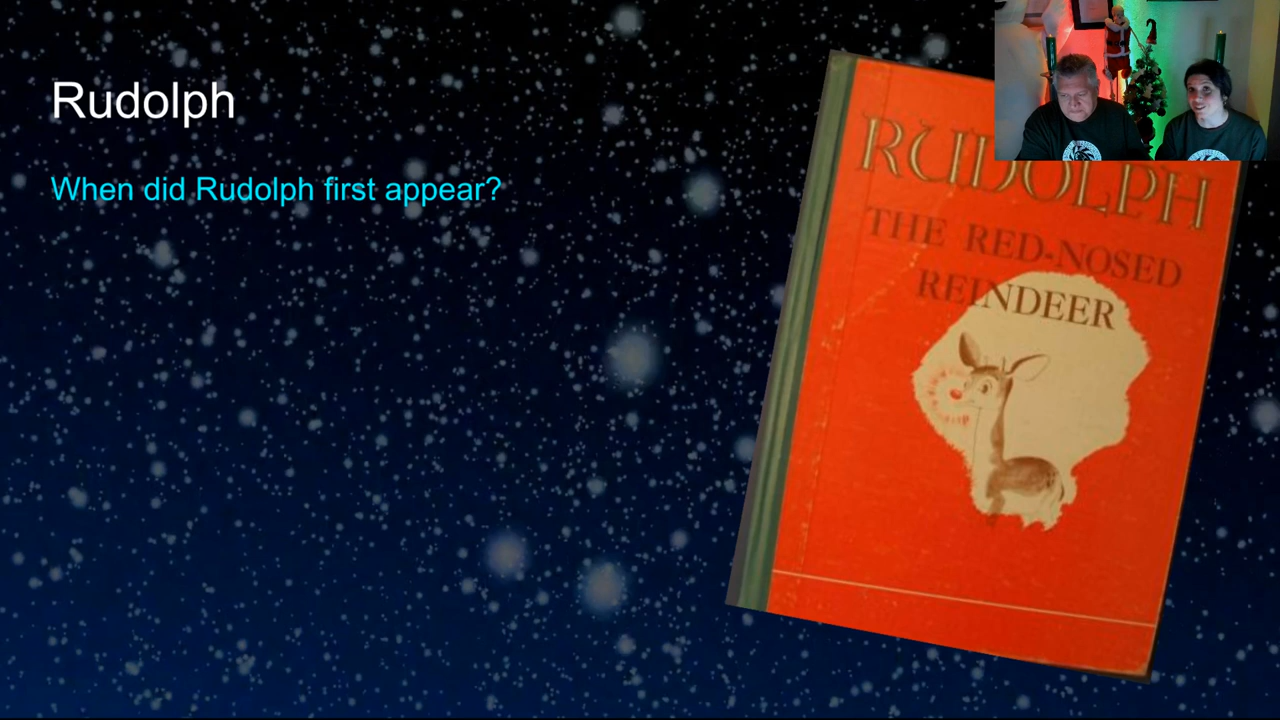 Rudolph
When did Rudolph first appear?
RUDOLPH
THE RED-NOSED
REINDEER